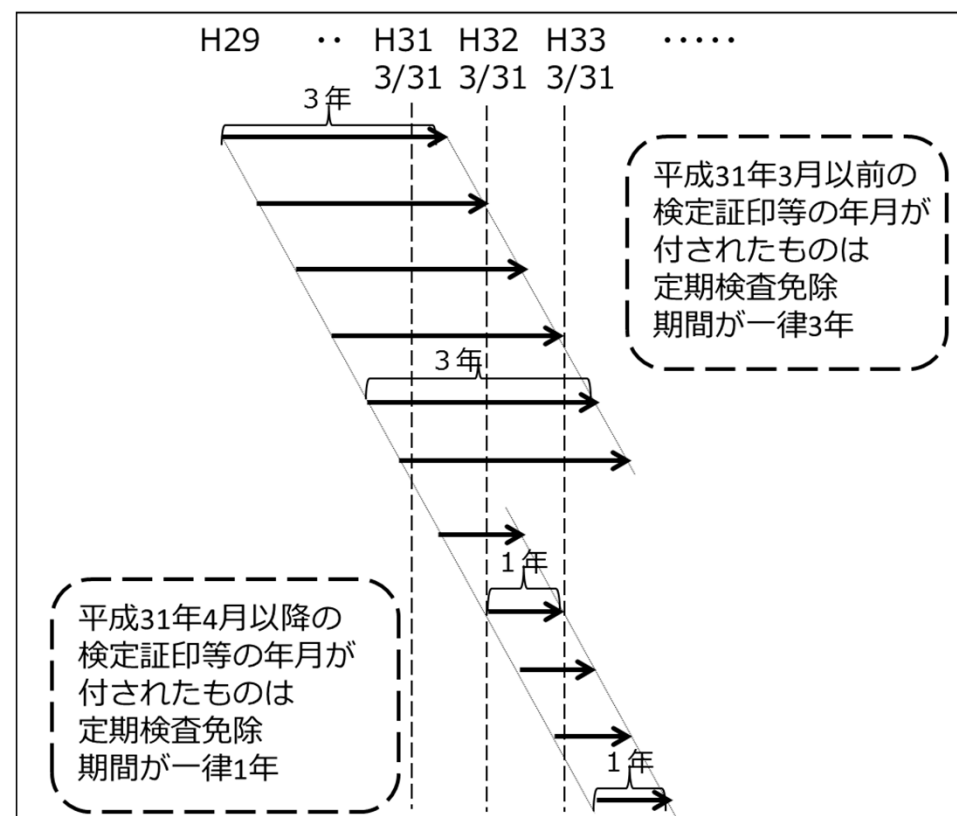 H29 ‥ H31 H32 H33 ‥‥‥
3/31 3/31 3/31
３年
平成31年3月以前の
検定証印等の年月が
付されたものは
定期検査免除
期間が一律3年
３年
１年
平成31年4月以降の
検定証印等の年月が
付されたものは
定期検査免除
期間が一律1年
１年